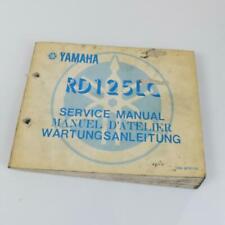 YAMAHA
RD125LC
SERVICE MANUAL
MANUEL D'ATELIER
WARTUNGSANLEITUNG